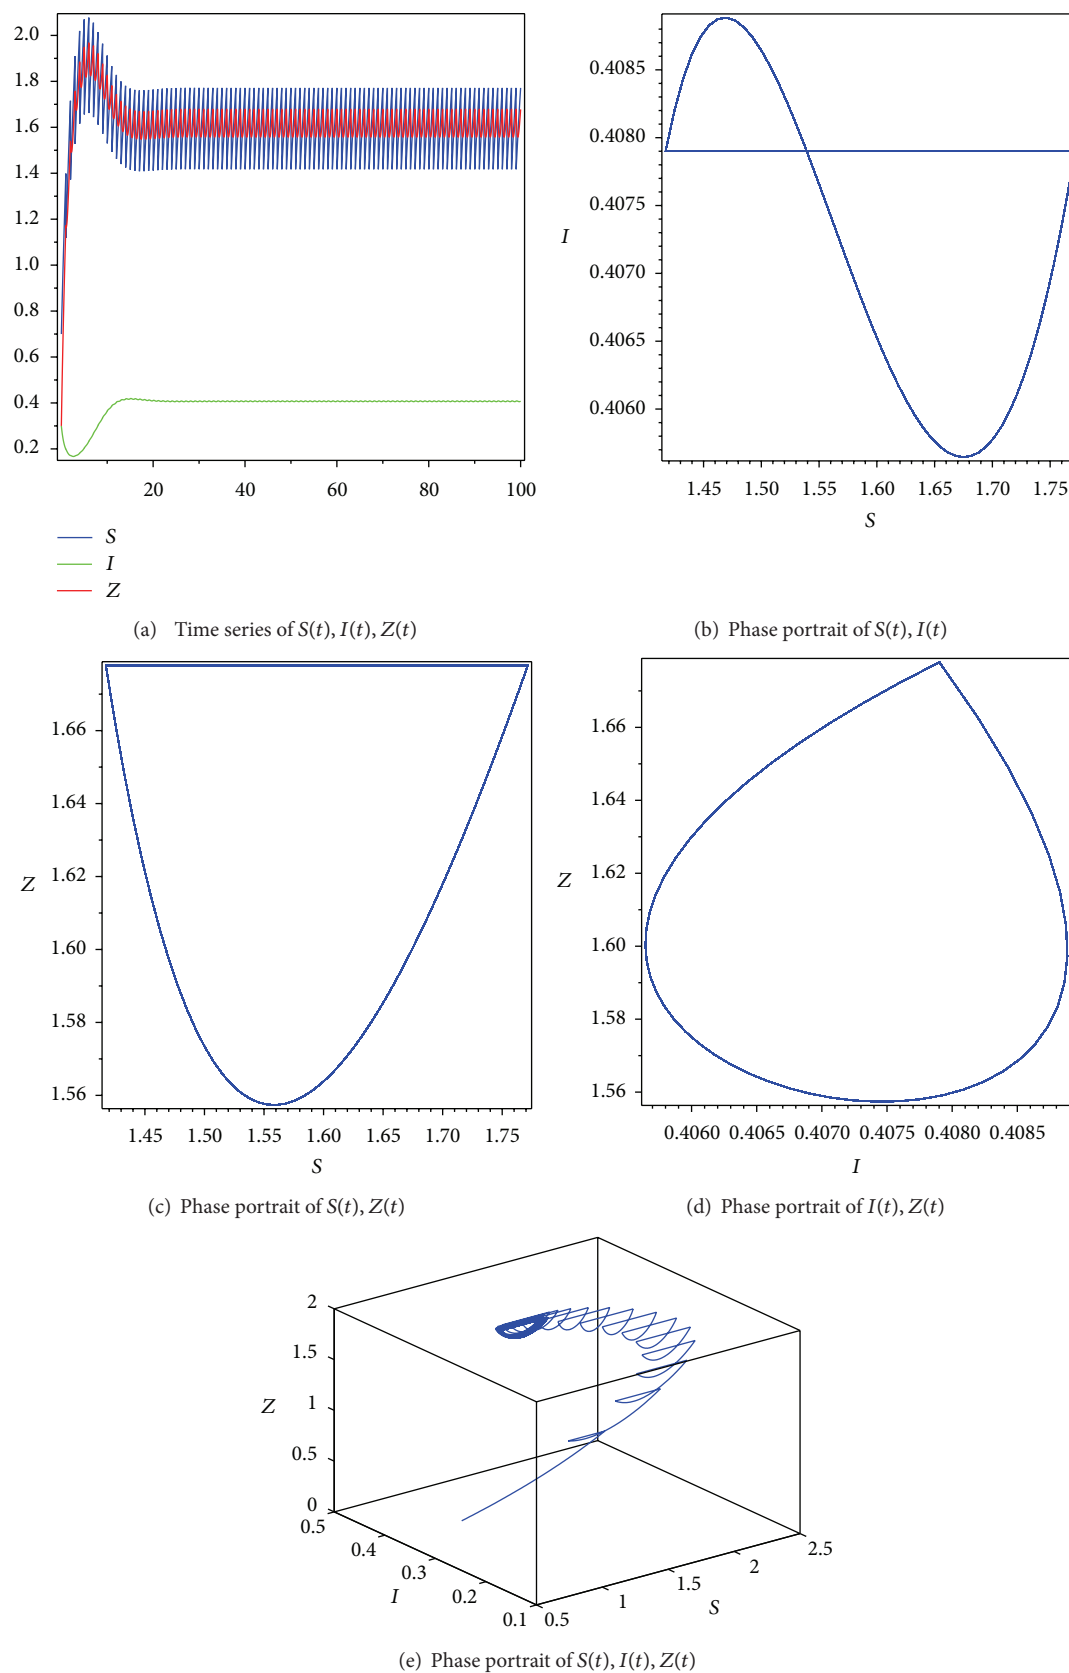 2.0
1.8
1.6
1.4
1.2
1.0
0.8
0.6
0.4
0.2
20 40 60 80 100
S
I
Z
(a) Time series of S(t), I(t), Z(t)
0.4085
0.4080
0.4075
0.4070
0.4065
0.4060
I
1.45 1.50 1.55 1.60 1.65 1.70 1.75
S
(b) Phase portrait of S(t), I(t)
1.66
1.64
1.62
1.60
1.58
1.56
Z
1.45 1.50 1.55 1.60 1.65 1.70 1.75
S
(c) Phase portrait of S(t), Z(t)
1.66
1.64
1.62
1.60
1.58
1.56
Z
0.4060 0.4065 0.4070 0.4075 0.4080 0.4085
I
(d) Phase portrait of I(t), Z(t)
2
1.5
1
0.5
0
Z
0.5
0.4
0.3
0.2
0.1
I
0.5
1
1.5
2
2.5
S
(e) Phase portrait of S(t), I(t), Z(t)